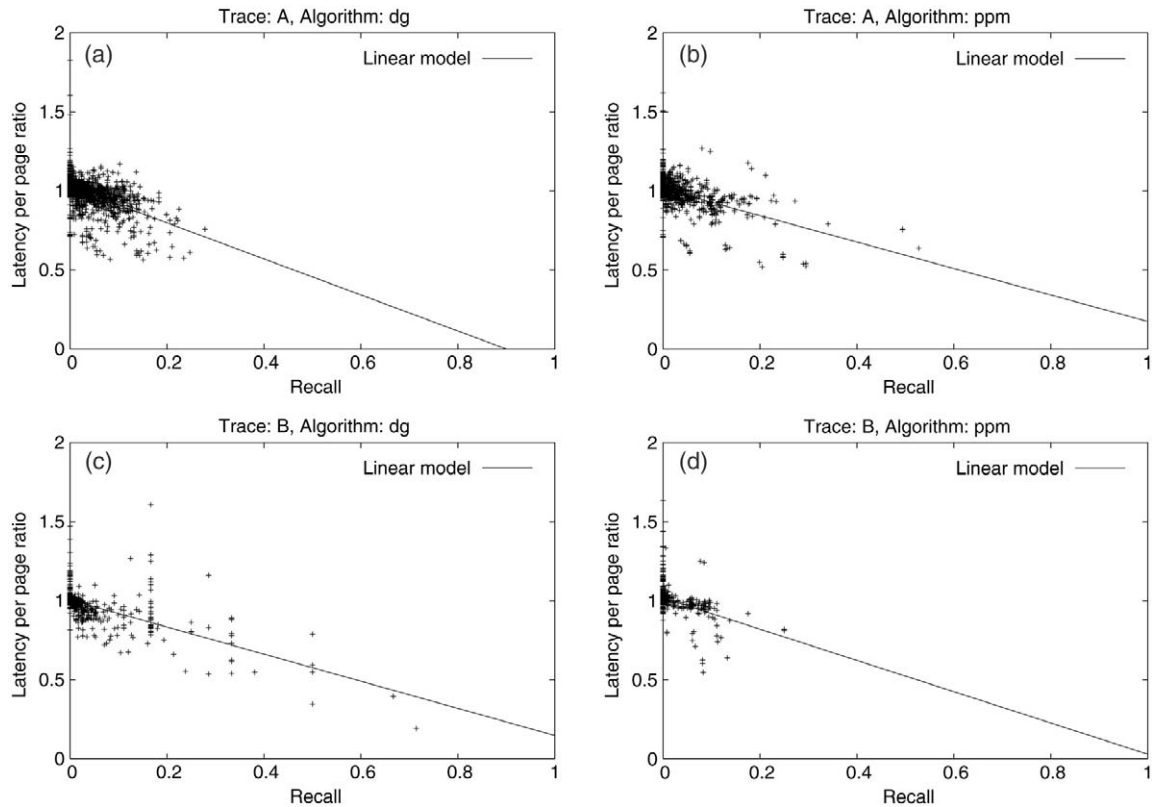 Trace: A, Algorithm: dg
(a)
Linear model
2
1.5
1
0.5
0
Latency per page ratio
0 0.2 0.4 0.6 0.8 1
Recall
Trace: A, Algorithm: ppm
(b)
Linear model
2
1.5
1
0.5
0
Latency per page ratio
0 0.2 0.4 0.6 0.8 1
Recall
Trace: B, Algorithm: dg
(c)
Linear model
2
1.5
1
0.5
0
Latency per page ratio
0 0.2 0.4 0.6 0.8 1
Recall
Trace: B, Algorithm: ppm
(d)
Linear model
2
1.5
1
0.5
0
Latency per page ratio
0 0.2 0.4 0.6 0.8 1
Recall